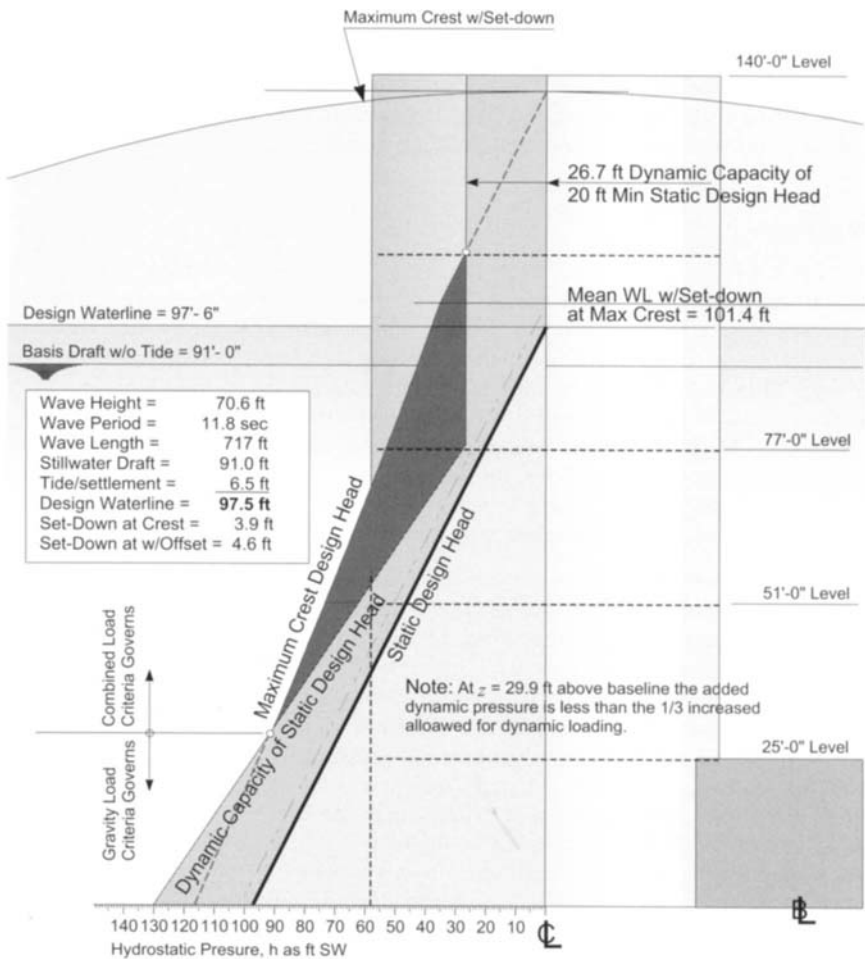 Maximum Crest w/Set-down
140'-0" Level
26.7 ft Dynamic Capacity of
20 ft Min Static Design Head
Mean WL w/Set-down
at Max Crest = 101.4 ft
Design Waterline = 97'- 6"
Basis Draft w/o Tide = 91'- 0"
Wave Height = 70.6 ft
Wave Period = 11.8 sec
Wave Length = 717 ft
Stillwater Draft = 91.0 ft
Tide/settlement = 6.5 ft
Design Waterline = 97.5 ft
Set-Down at Crest = 3.9 ft
Set-Down at w/Offset = 4.6 ft
77'-0" Level
51'-0" Level
25'-0" Level
Maximum Crest Design Head
Dynamic Capacity of Static Design Head
Static Design Head
Note: At z = 29.9 ft above baseline the added
dynamic pressure is less than the 1/3 increased
alloawed for dynamic loading.
Combined Load
Criteria Governs
Gravity Load
Criteria Governs
140 130 120 110 100 90 80 70 60 50 40 30 20 10 CL
BL
Hydrostatic Presure, h as ft SW